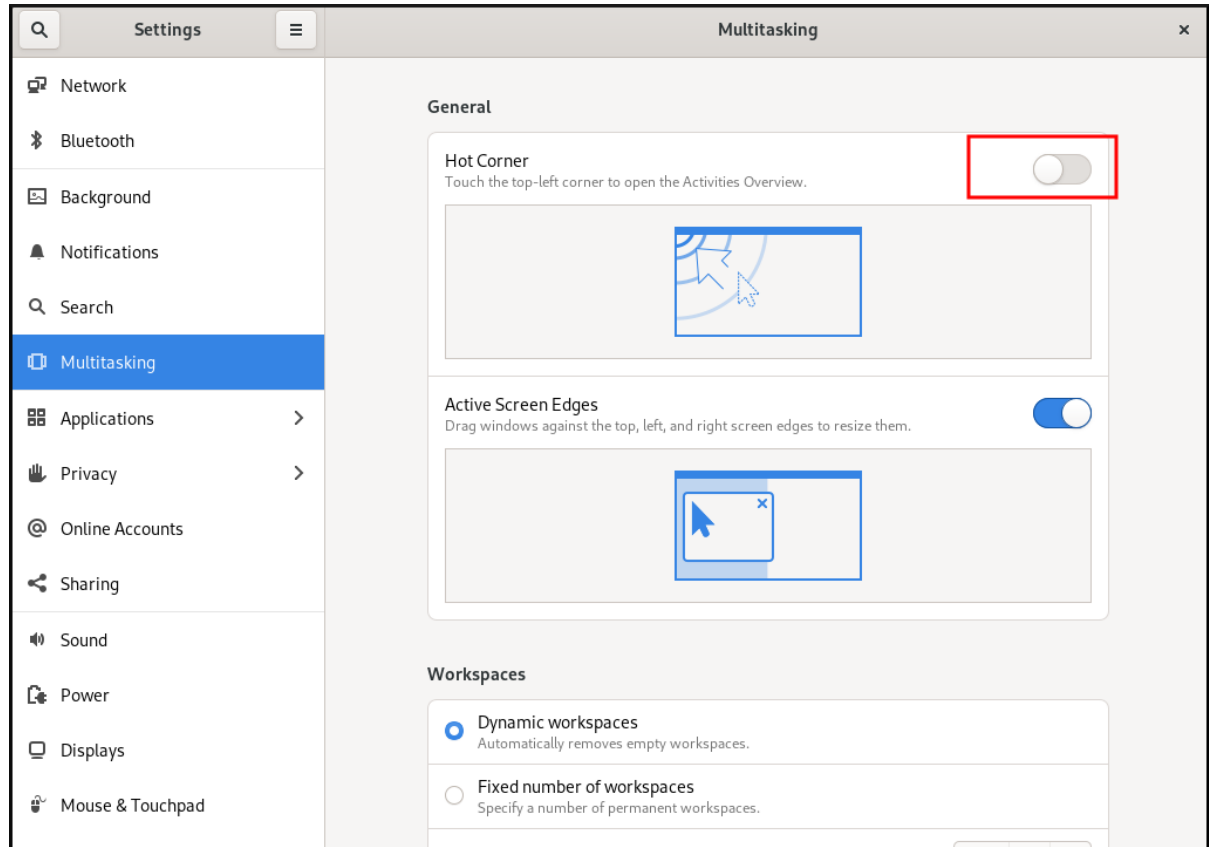 Settings
Multitasking
Network
Bluetooth
Background
Notifications
Search
Multitasking
Applications
Privacy
Online Accounts
Sharing
Sound
Power
Displays
Mouse & Touchpad
General
Hot Corner
Touch the top-left corner to open the Activities Overview.
Active Screen Edges
Drag windows against the top, left, and right screen edges to resize them.
Workspaces
Dynamic workspaces
Automatically removes empty workspaces.
Fixed number of workspaces
Specify a number of permanent workspaces.